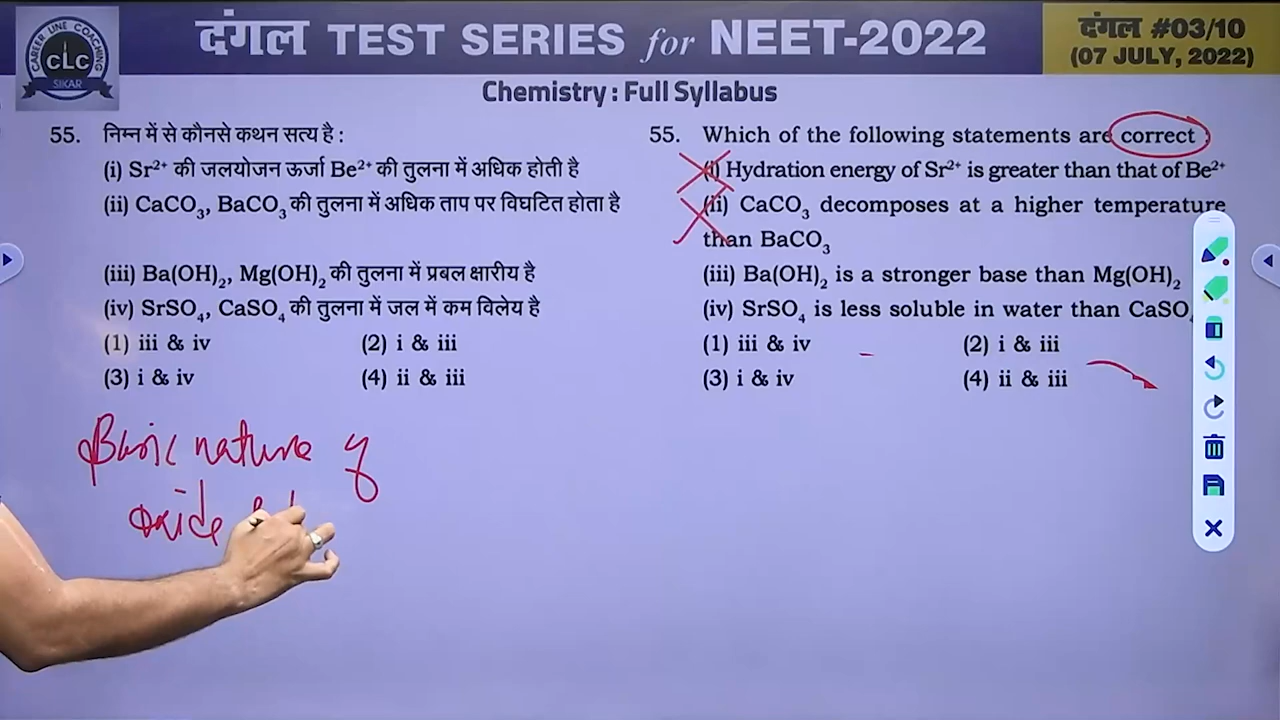 CAREER LINE COACHING
CLC
SIKAR
दंगल TEST SERIES for NEET-2022
दंगल #03/10
(07 JULY, 2022)
Chemistry : Full Syllabus
55. निम्न में से कौनसे कथन सत्य है :
(i) Sr²⁺ की जलयोजन ऊर्जा Be²⁺ की तुलना में अधिक होती है
(ii) CaCO₃, BaCO₃ की तुलना में अधिक ताप पर विघटित होता है
(iii) Ba(OH)₂, Mg(OH)₂ की तुलना में प्रबल क्षारीय है
(iv) SrSO₄, CaSO₄ की तुलना में जल में कम विलेय है
(1) iii & iv (2) i & iii
(3) i & iv (4) ii & iii
55. Which of the following statements are correct
(i) Hydration energy of Sr²⁺ is greater than that of Be²⁺
(ii) CaCO₃ decomposes at a higher temperature
than BaCO₃
(iii) Ba(OH)₂ is a stronger base than Mg(OH)₂
(iv) SrSO₄ is less soluble in water than CaSO
(1) iii & iv (2) i & iii
(3) i & iv (4) ii & iii
Basic nature of
oxide